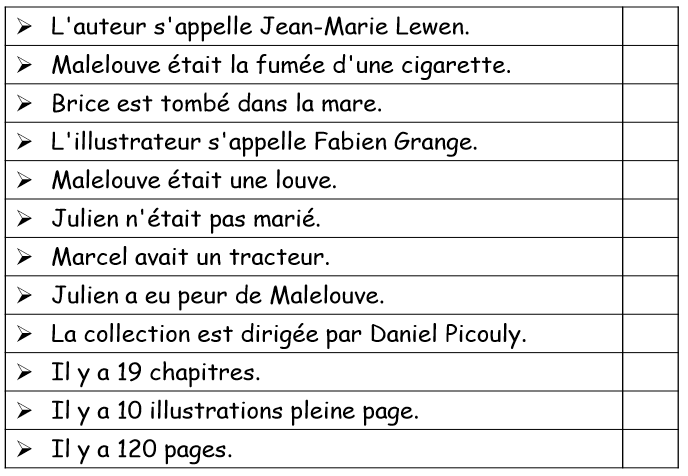 ➢ L'auteur s'appelle Jean-Marie Lewen.
➢ Malelouve était la fumée d'une cigarette.
➢ Brice est tombé dans la mare.
➢ L'illustrateur s'appelle Fabien Grange.
➢ Malelouve était une louve.
➢ Julien n'était pas marié.
➢ Marcel avait un tracteur.
➢ Julien a eu peur de Malelouve.
➢ La collection est dirigée par Daniel Picouly.
➢ Il y a 19 chapitres.
➢ Il y a 10 illustrations pleine page.
➢ Il y a 120 pages.